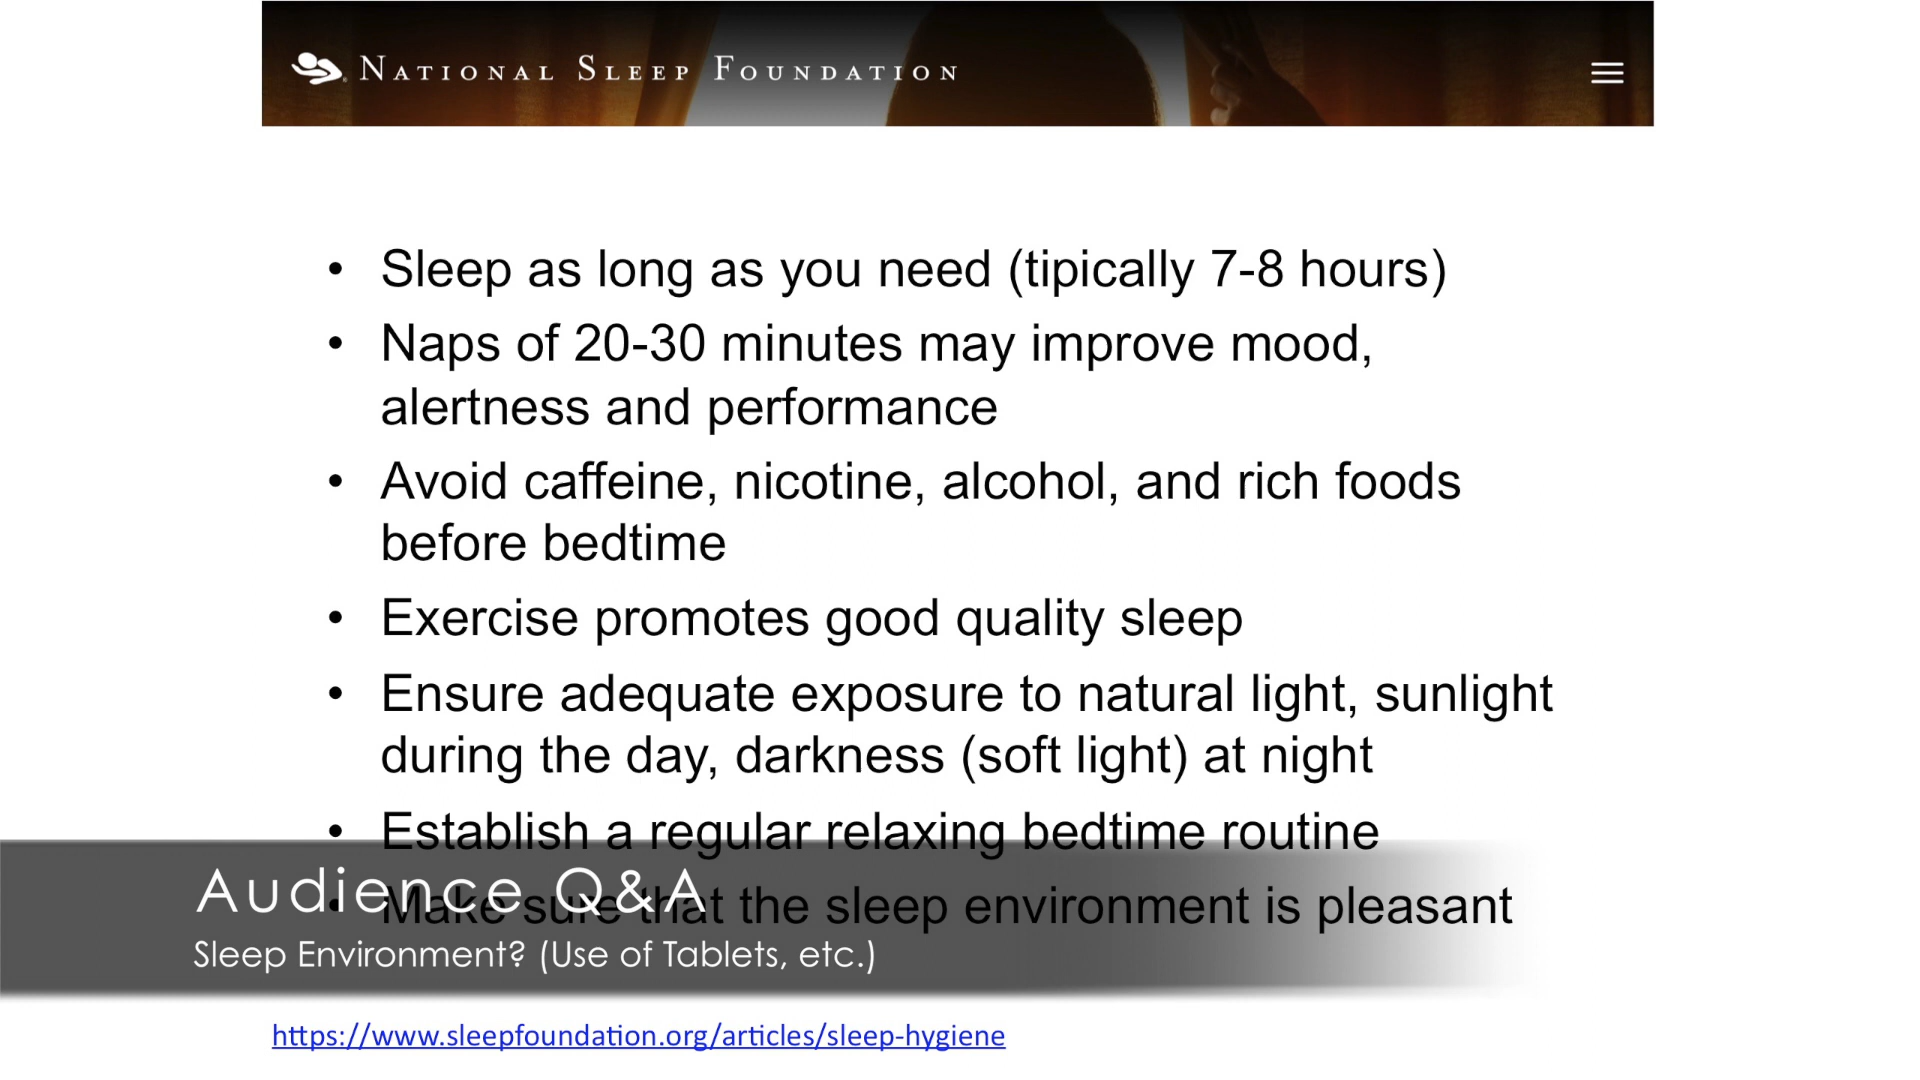 NATIONAL SLEEP FOUNDATION
• Sleep as long as you need (tipically 7-8 hours)
• Naps of 20-30 minutes may improve mood,
alertness and performance
• Avoid caffeine, nicotine, alcohol, and rich foods
before bedtime
• Exercise promotes good quality sleep
• Ensure adequate exposure to natural light, sunlight
during the day, darkness (soft light) at night
• Establish a regular relaxing bedtime routine
• Make sure that the sleep environment is pleasant
Audience Q&A
Sleep Environment? (Use of Tablets, etc.)
https://www.sleepfoundation.org/articles/sleep-hygiene